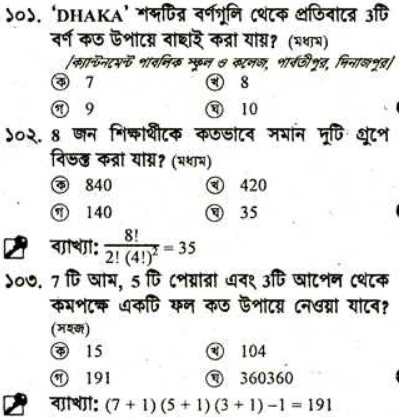 ১০১. ‘DHAKA’ শব্দটির বর্ণগুলি থেকে প্রতিবারে 3টি
বর্ণ কত উপায়ে বাছাই করা যায়? (মধ্যম)
[ক্যান্টনমেন্ট পাবলিক স্কুল ও কলেজ, পার্বতীপুর, দিনাজপুর]
ক 7 খ 8
গ 9 ঘ 10
১০২. 8 জন শিক্ষার্থীকে কতভাবে সমান দুটি গ্রুপে
বিভক্ত করা যায়? (মধ্যম)
ক 840 খ 420
গ 140 ঘ 35
ব্যাখ্যা: 8! / 2! (4!)² = 35
১০৩. 7 টি আম, 5 টি পেয়ারা এবং 3টি আপেল থেকে
কমপক্ষে একটি ফল কত উপায়ে নেওয়া যাবে?
(সহজ)
ক 15 খ 104
গ 191 ঘ 360360
ব্যাখ্যা: (7 + 1) (5 + 1) (3 + 1) –1 = 191